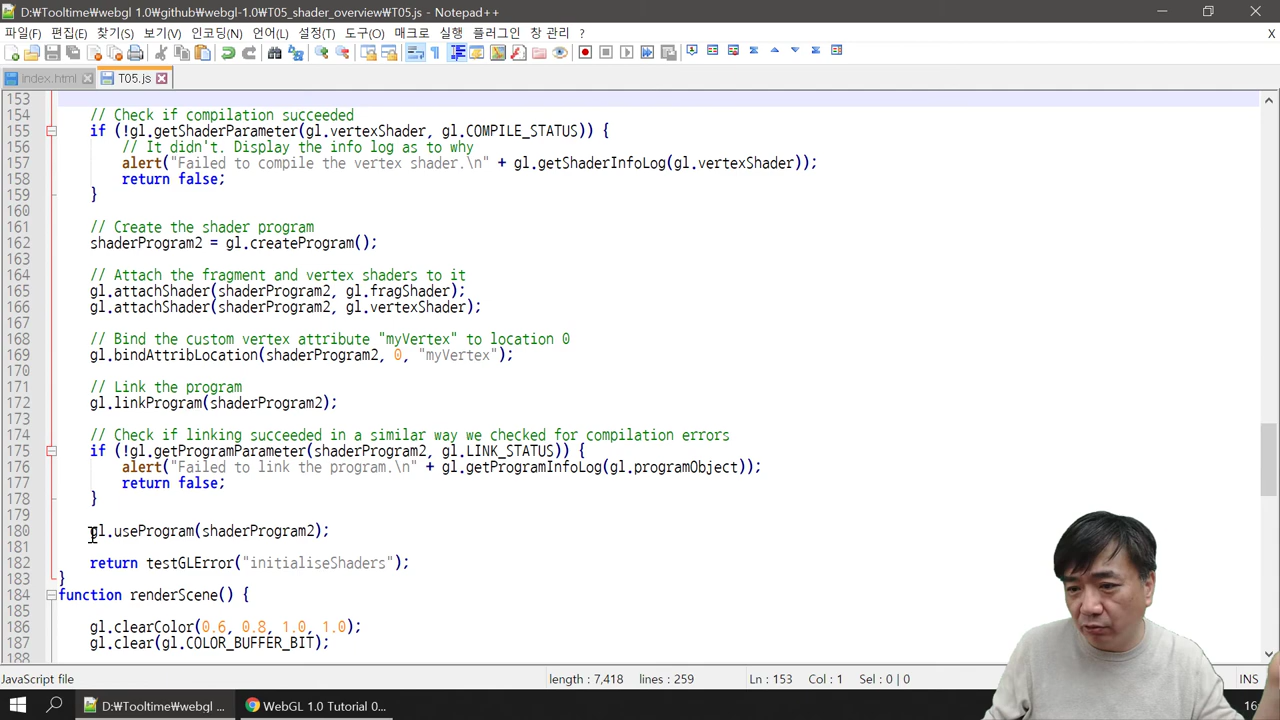 D:￦Tooltime￦webgl 1.0￦github￦webgl-1.0￦T05_shader_overview￦T05.js - Notepad++
파일(F) 편집(E) 찾기(S) 보기(V) 인코딩(N) 언어(L) 설정(T) 도구(O) 매크로 실행 플러그인 창 관리 ? X
index.html T05.js
153
154 // Check if compilation succeeded
155 if (!gl.getShaderParameter(gl.vertexShader, gl.COMPILE_STATUS)) {
156 // It didn't. Display the info log as to why
157 alert("Failed to compile the vertex shader.\n" + gl.getShaderInfoLog(gl.vertexShader));
158 return false;
159 }
160
161 // Create the shader program
162 shaderProgram2 = gl.createProgram();
163
164 // Attach the fragment and vertex shaders to it
165 gl.attachShader(shaderProgram2, gl.fragShader);
166 gl.attachShader(shaderProgram2, gl.vertexShader);
167
168 // Bind the custom vertex attribute "myVertex" to location 0
169 gl.bindAttribLocation(shaderProgram2, 0, "myVertex");
170
171 // Link the program
172 gl.linkProgram(shaderProgram2);
173
174 // Check if linking succeeded in a similar way we checked for compilation errors
175 if (!gl.getProgramParameter(shaderProgram2, gl.LINK_STATUS)) {
176 alert("Failed to link the program.\n" + gl.getProgramInfoLog(gl.programObject));
177 return false;
178 }
179
180 gl.useProgram(shaderProgram2);
181
182 return testGLError("initialiseShaders");
183 }
184 function renderScene() {
185
186 gl.clearColor(0.6, 0.8, 1.0, 1.0);
187 gl.clear(gl.COLOR_BUFFER_BIT);
188
JavaScript file length : 7,418 lines : 259 Ln : 153 Col : 1 Sel : 0 | 0 INS
D:￦Tooltime￦webgl ... WebGL 1.0 Tutorial 0... 16